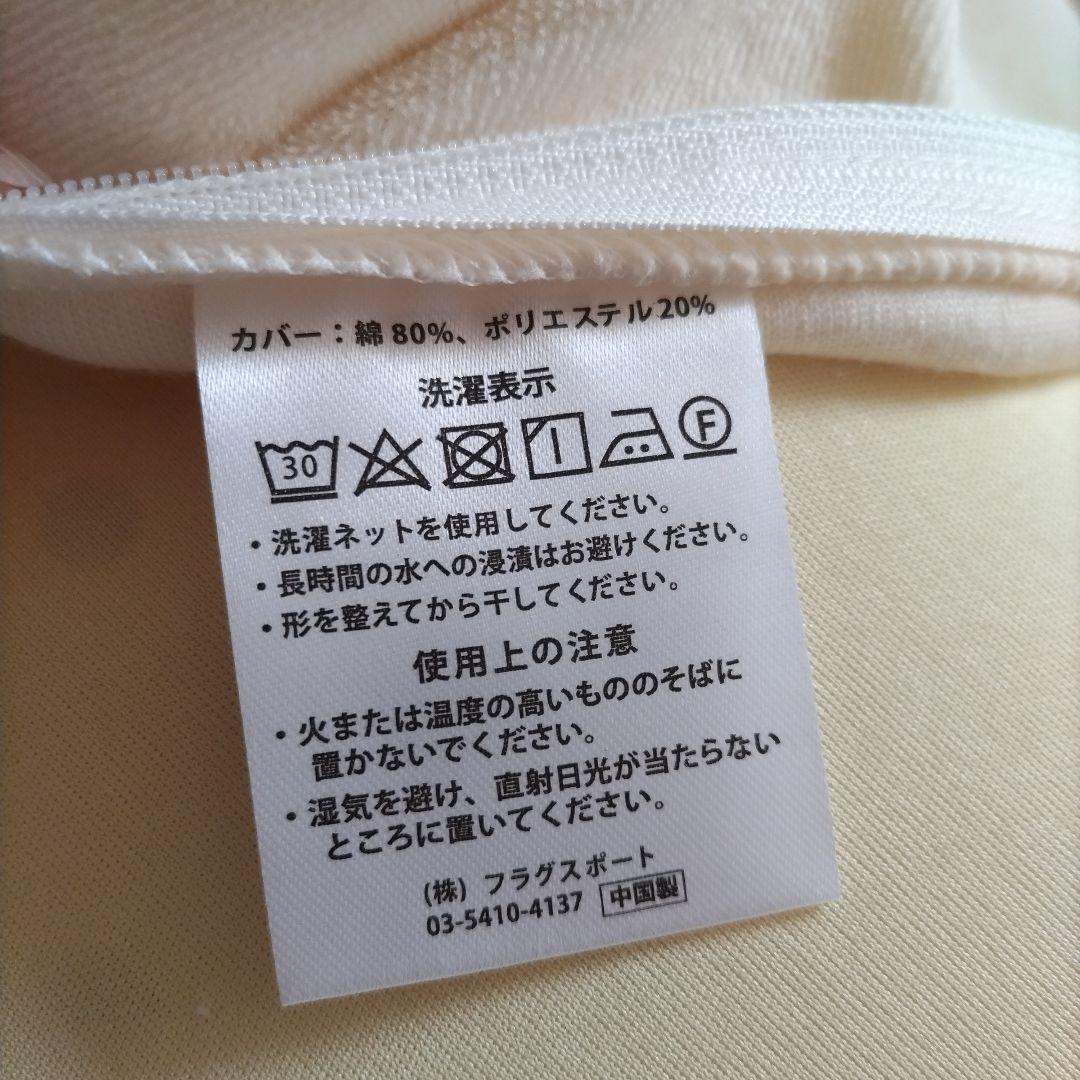 カバー：綿80%、ポリエステル20%
洗濯表示
30 F
・洗濯ネットを使用してください。
・長時間の水への浸漬はお避けください。
・形を整えてから干してください。
使用上の注意
・火または温度の高いもののそばに
置かないでください。
・湿気を避け、直射日光が当たらない
ところに置いてください。
(株) フラグスポート
03-5410-4137 中国製